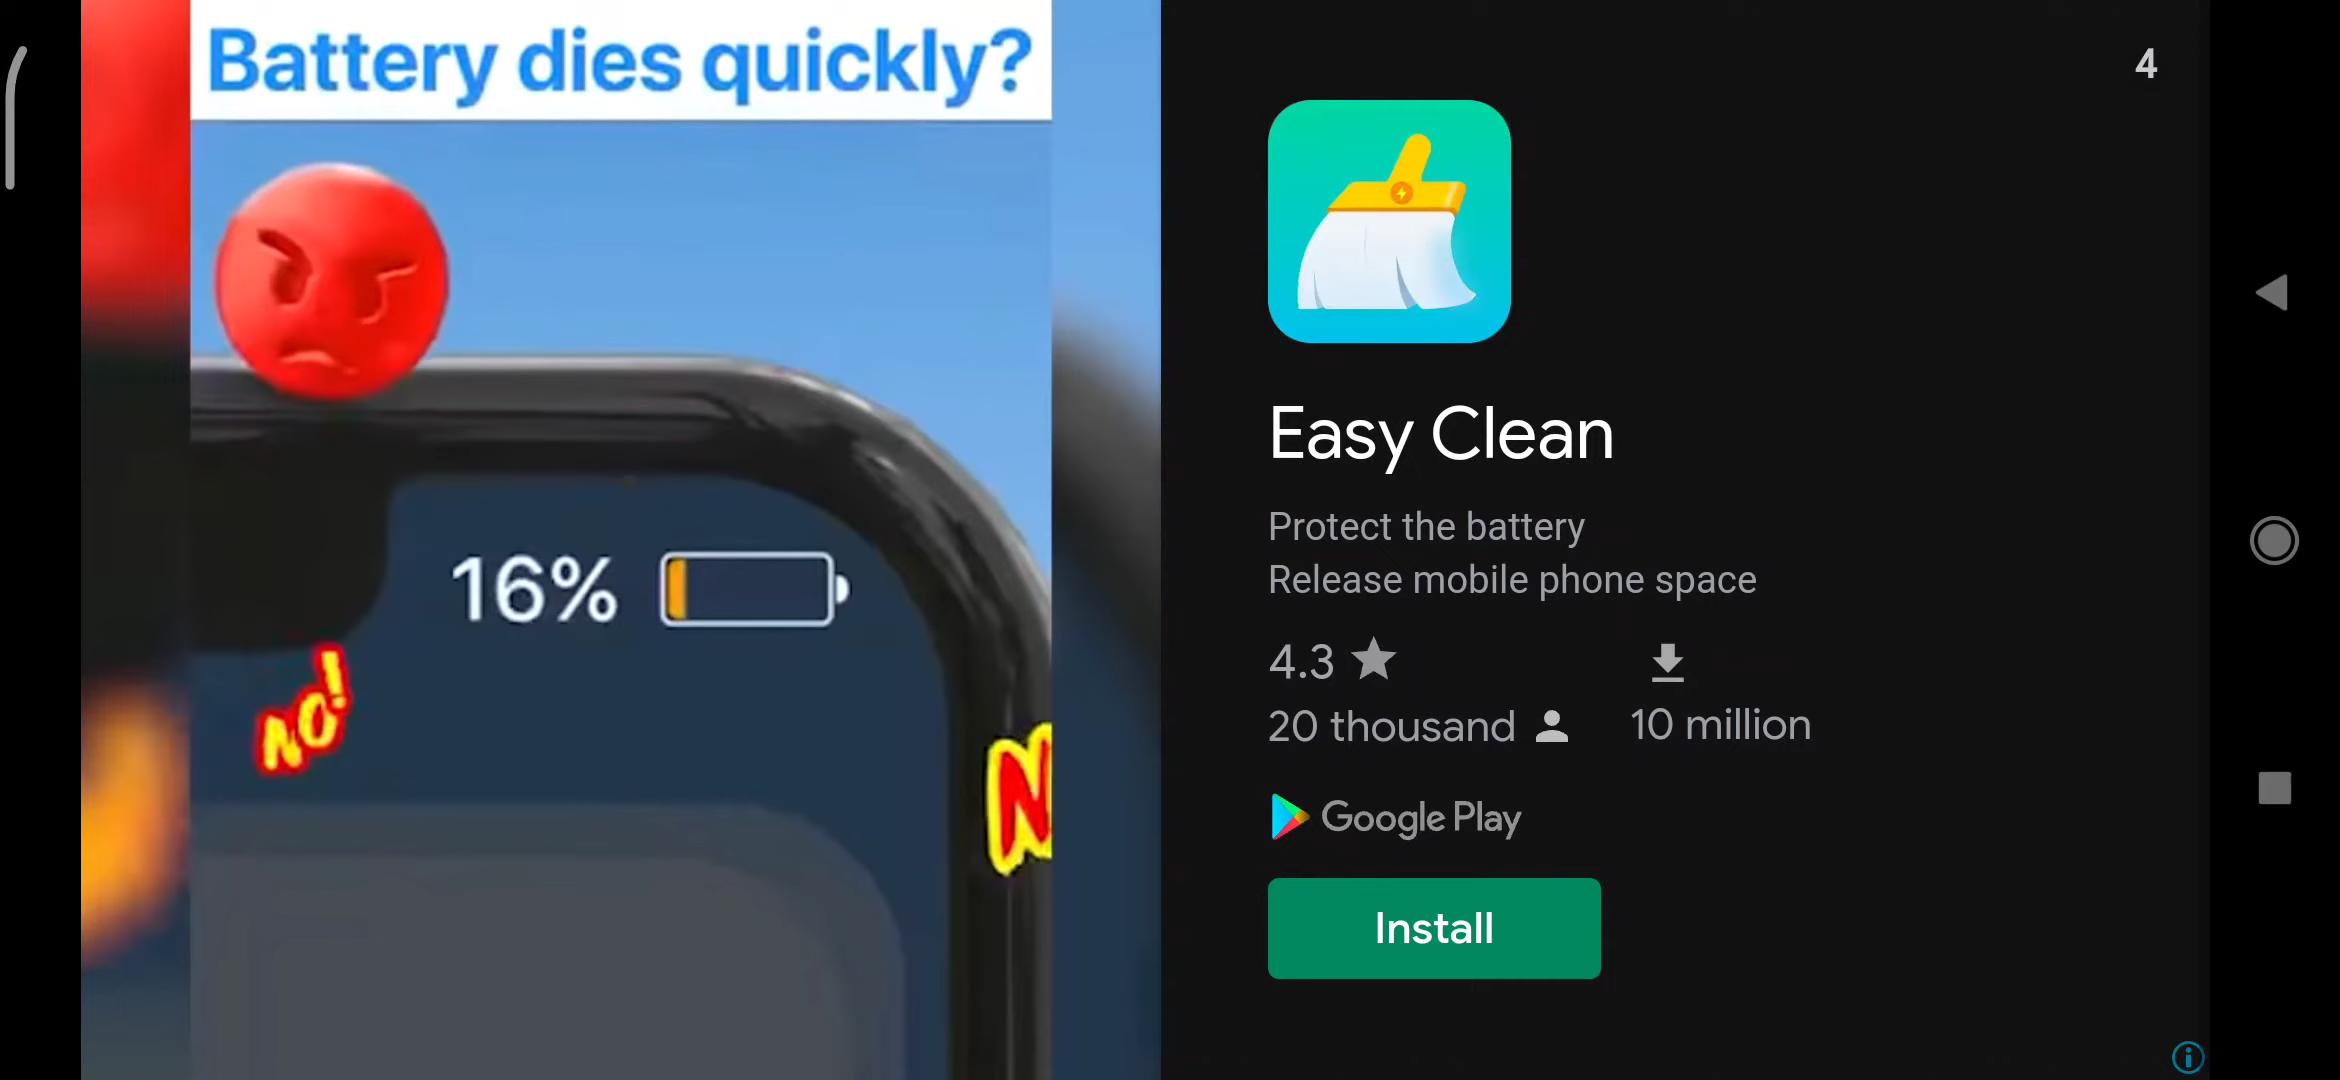 Battery dies quickly?
16%
NO!
N
4
Easy Clean
Protect the battery
Release mobile phone space
4.3
20 thousand
10 million
Google Play
Install